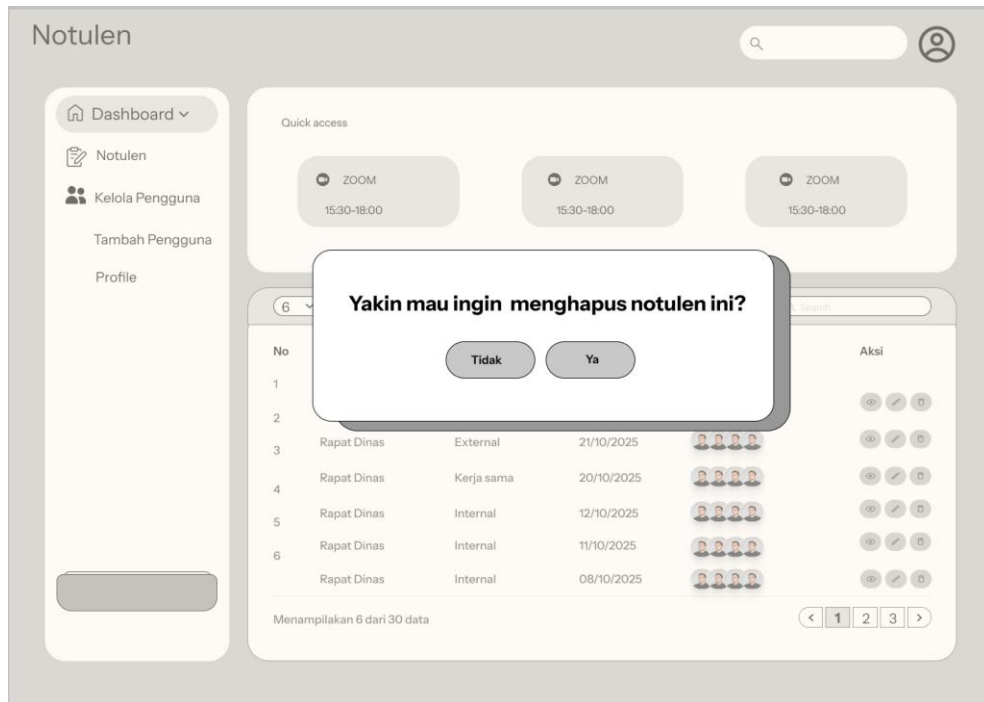 Notulen
Dashboard
Notulen
Kelola Pengguna
Tambah Pengguna
Profile
Quick access
ZOOM
15:30-18:00
ZOOM
15:30-18:00
ZOOM
15:30-18:00
Yakin mau ingin menghapus notulen ini?
Tidak Ya
6 Search
No Aksi
1
2
3 Rapat Dinas External 21/10/2025
4 Rapat Dinas Kerja sama 20/10/2025
5 Rapat Dinas Internal 12/10/2025
6 Rapat Dinas Internal 11/10/2025
Rapat Dinas Internal 08/10/2025
Menampilakan 6 dari 30 data
< 1 2 3 >